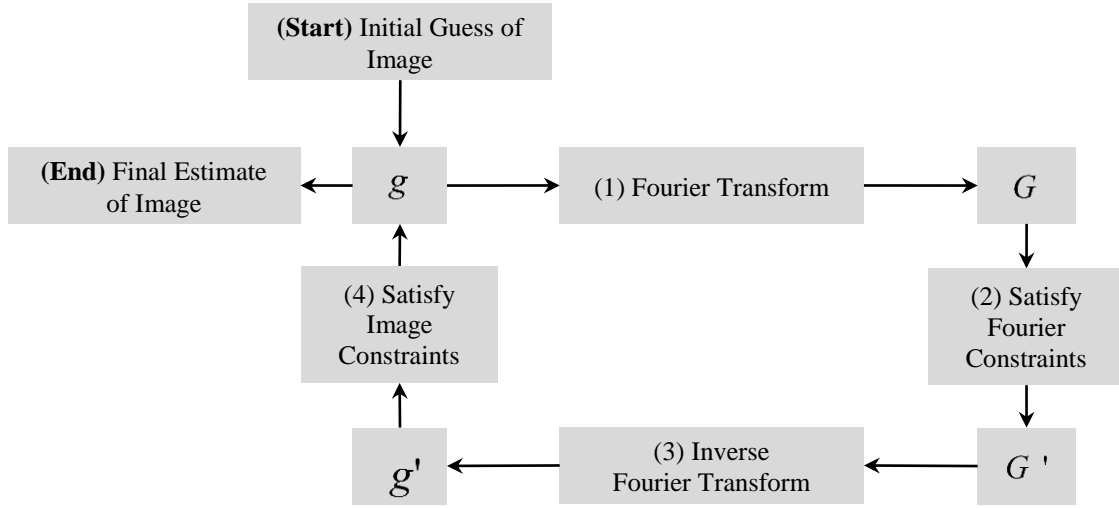 (Start) Initial Guess of
Image
(End) Final Estimate
of Image
g
(1) Fourier Transform
G
(4) Satisfy
Image
Constraints
(2) Satisfy
Fourier
Constraints
g'
(3) Inverse
Fourier Transform
G '